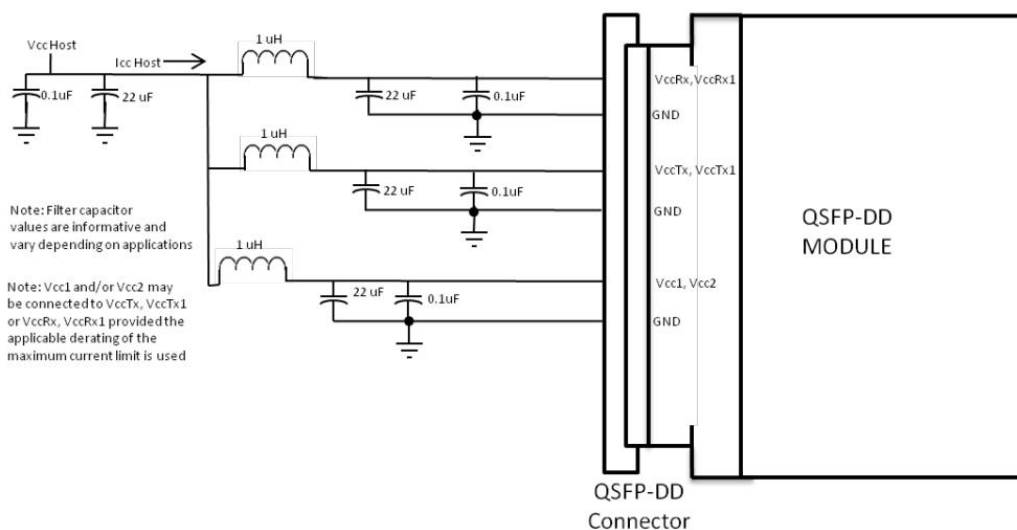 Vcc Host
Icc Host
1 uH
0.1uF
22 uF
22 uF
0.1uF
VccRx, VccRx1
GND
1 uH
22 uF
0.1uF
VccTx, VccTx1
GND
Note: Filter capacitor
values are informative and
vary depending on applications
1 uH
22 uF
0.1uF
Vcc1, Vcc2
GND
Note: Vcc1 and/or Vcc2 may
be connected to VccTx, VccTx1
or VccRx, VccRx1 provided the
applicable derating of the
maximum current limit is used
QSFP-DD
MODULE
QSFP-DD
Connector